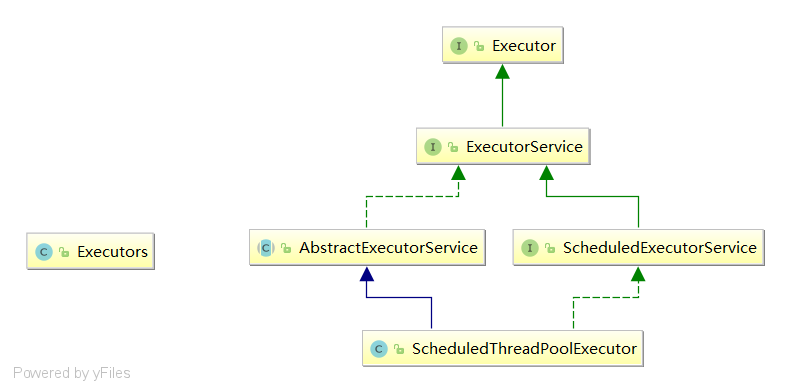 I Executor
I ExecutorService
C Executors
C AbstractExecutorService
I ScheduledExecutorService
C ScheduledThreadPoolExecutor
Powered by yFiles